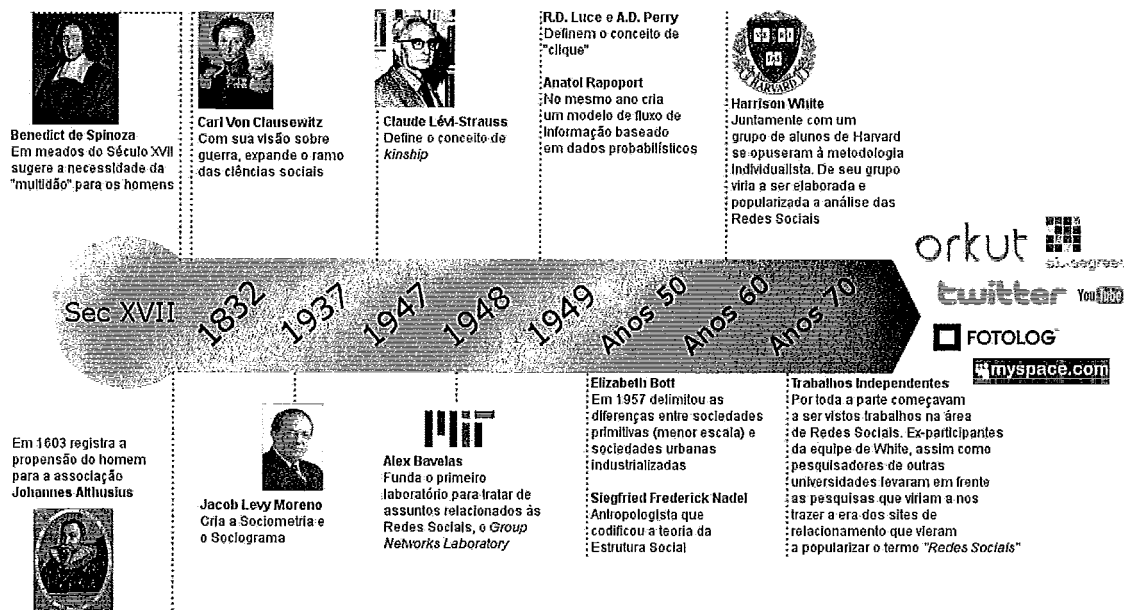 Benedict de Spinoza
Em meados do Século XVII
sugere a necessidade da
"multidão" para os homens
Carl Von Clausewitz
Com sua visão sobre
guerra, expande o ramo
das ciências sociais
Claude Lévi-Strauss
Define o conceito de
kinship
R.D. Luce e A.D. Perry
Definem o conceito de
"clique"
Anatol Rapoport
No mesmo ano cria
um modelo de fluxo de
informação baseado
em dados probabilísticos
VE RI
TAS
HARVARD
Harrison White
Juntamente com um
grupo de alunos de Harvard
se opuseram à metodologia
individualista. De seu grupo
viria a ser elaborada e
popularizada a análise das
Redes Sociais
Sec XVII
1832
1937
1947
1948
1949
Anos 50
Anos 60
Anos 70
orkut
sixdegrees
twitter
YouTube
FOTOLOG
myspace.com
Em 1603 registra a
propensão do homem
para a associação
Johannes Althusius
Jacob Levy Moreno
Cria a Sociometria e
o Sociograma
MIT
Alex Bavelas
Funda o primeiro
laboratório para tratar de
assuntos relacionados às
Redes Sociais, o Group
Networks Laboratory
Elizabeth Bott
Em 1957 delimitou as
diferenças entre sociedades
primitivas (menor escala) e
sociedades urbanas
industrializadas
Siegfried Frederick Nadel
Antropologista que
codificou a teoria da
Estrutura Social
Trabalhos Independentes
Por toda a parte começavam
a ser vistos trabalhos na área
de Redes Sociais. Ex-participantes
da equipe de White, assim como
pesquisadores de outras
universidades levaram em frente
as pesquisas que viriam a nos
trazer a era dos sites de
relacionamento que vieram
a popularizar o termo "Redes Sociais"